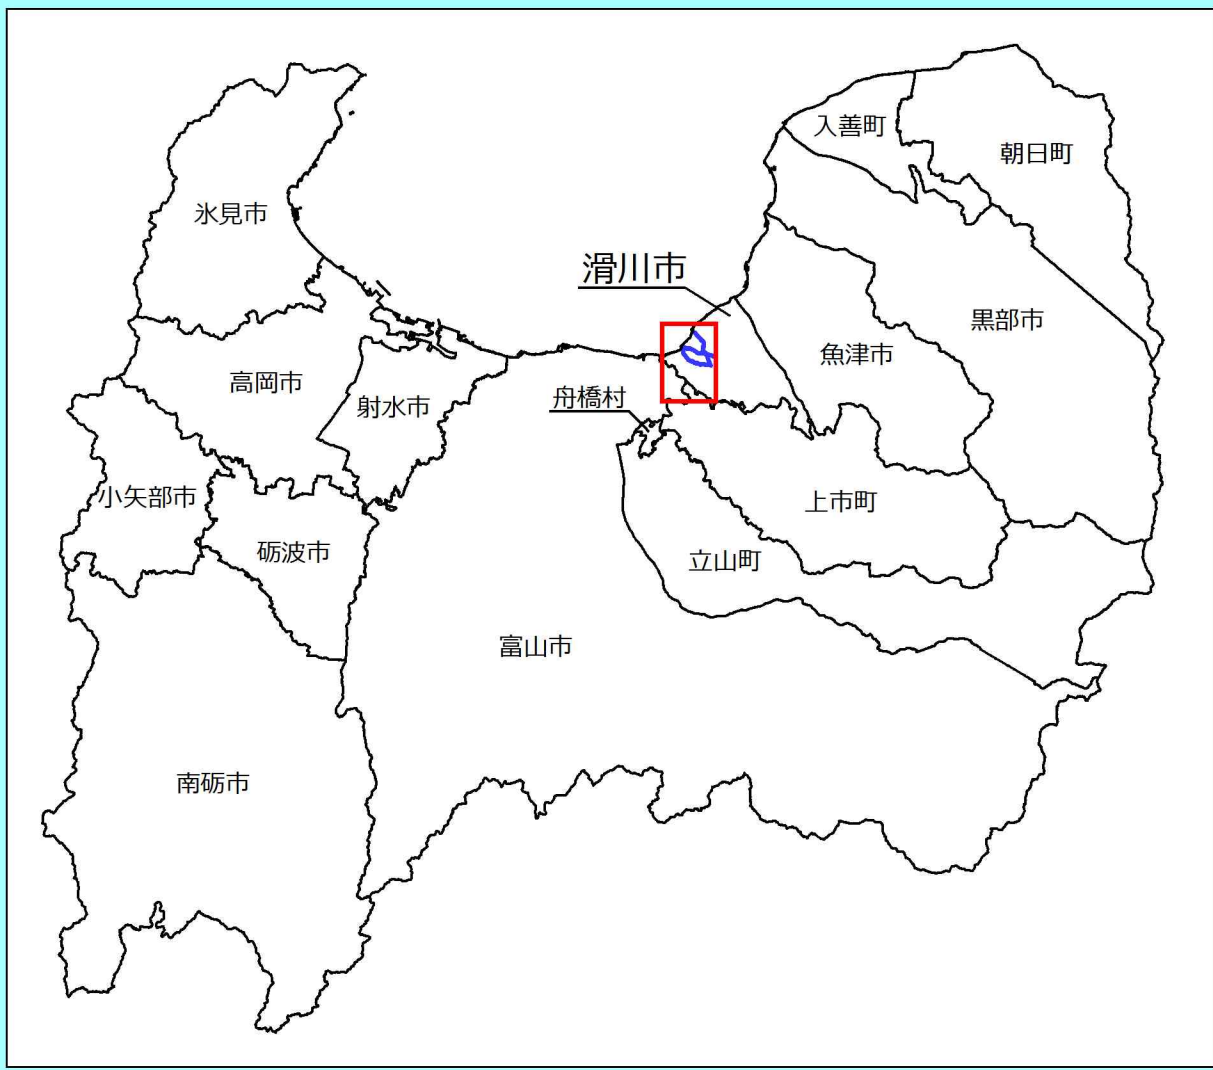 入善町
朝日町
氷見市
滑川市
黒部市
魚津市
高岡市
射水市
舟橋村
小矢部市
上市町
砺波市
立山町
富山市
南砺市